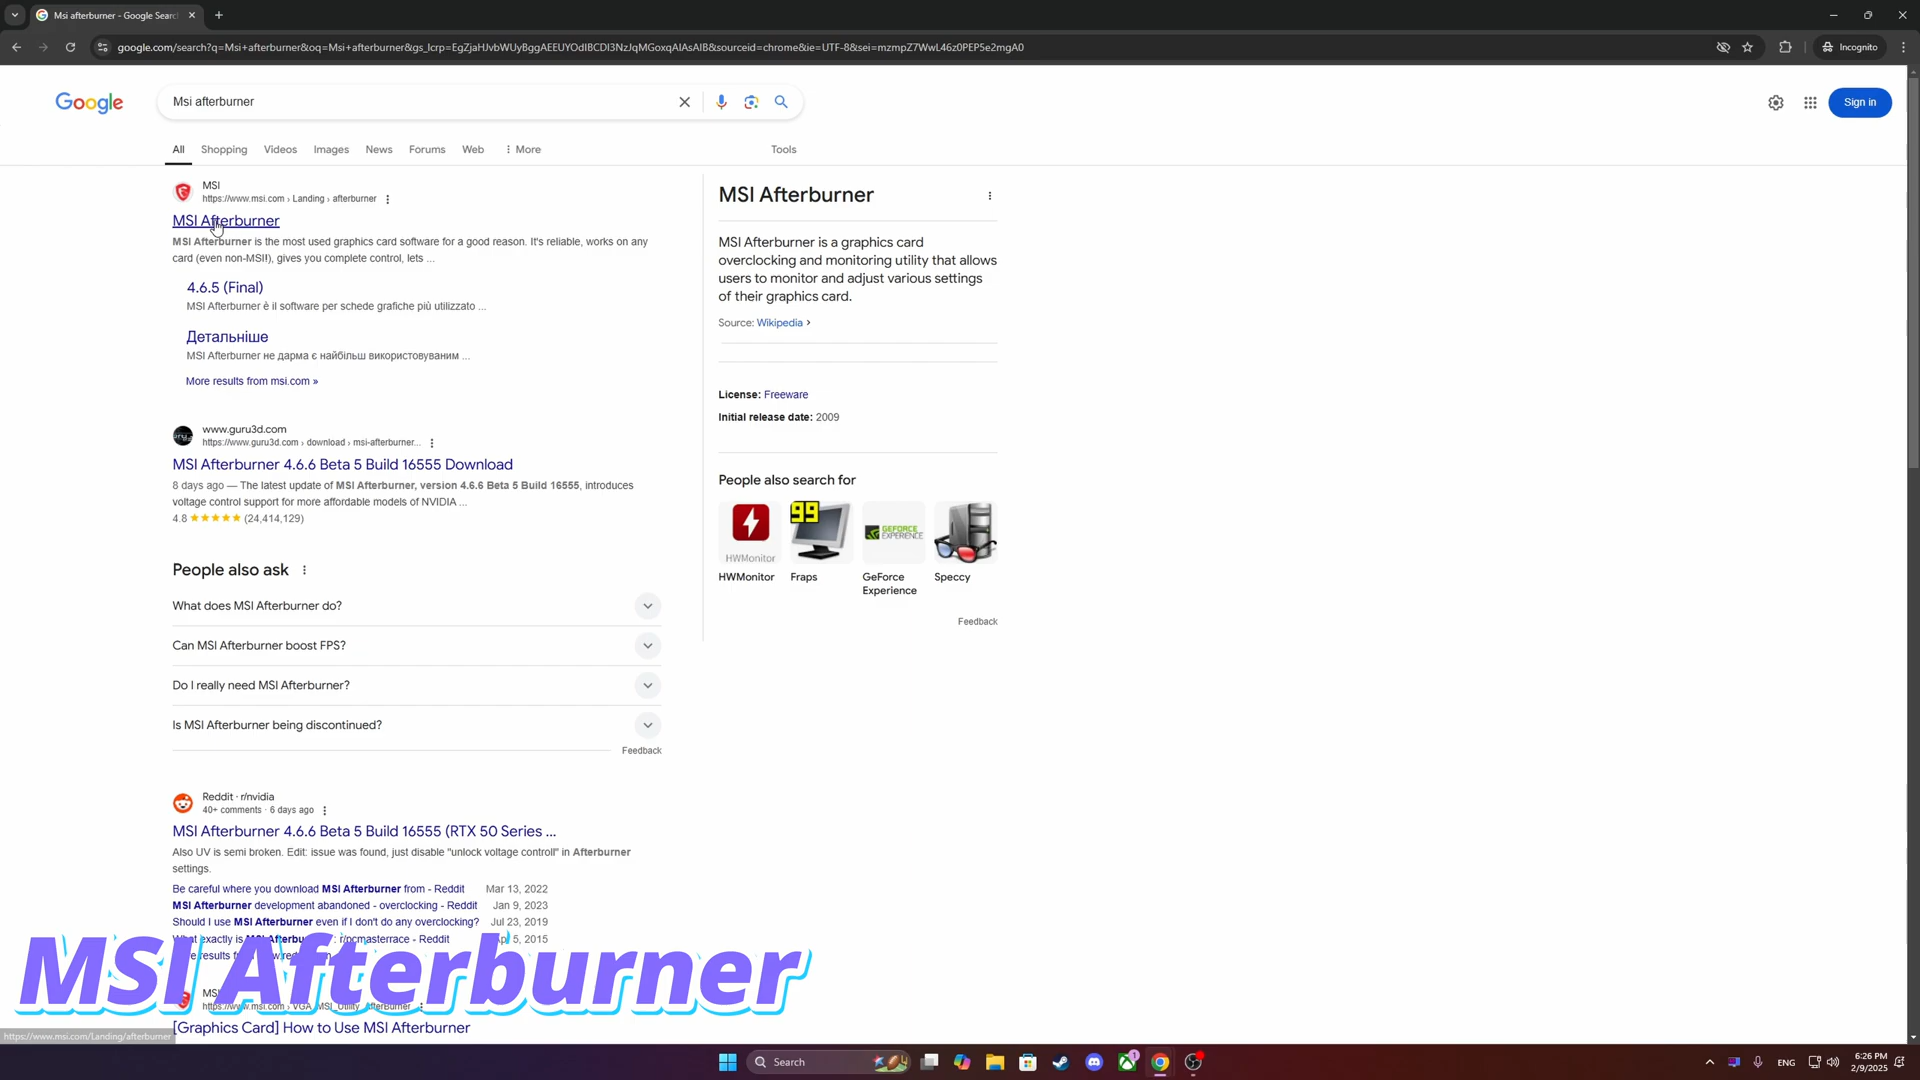 Msi afterburner - Google Searc
google.com/search?q=Msi+afterburner&oq=Msi+afterburner&gs_lcrp=EgZjaHJvbWUyBggAEEUYOdIBCDI3NzJqMGoxqAIAsAIB&sourceid=chrome&ie=UTF-8&sei=mzmpZ7WwL46z0PEP5e2mgA0
Incognito
Google
Msi afterburner
Sign in
All
Shopping
Videos
Images
News
Forums
Web
More
Tools
MSI
https://www.msi.com › Landing › afterburner
MSI Afterburner
MSI Afterburner is the most used graphics card software for a good reason. It's reliable, works on any
card (even non-MSI!), gives you complete control, lets ...
4.6.5 (Final)
MSI Afterburner è il software per schede grafiche più utilizzato ...
Детальніше
MSI Afterburner не дарма є найбільш використовуваним ...
More results from msi.com »
www.guru3d.com
https://www.guru3d.com › download › msi-afterburner...
MSI Afterburner 4.6.6 Beta 5 Build 16555 Download
8 days ago — The latest update of MSI Afterburner, version 4.6.6 Beta 5 Build 16555, introduces
voltage control support for more affordable models of NVIDIA ...
4.8 ★★★★★ (24,414,129)
People also ask
What does MSI Afterburner do?
Can MSI Afterburner boost FPS?
Do I really need MSI Afterburner?
Is MSI Afterburner being discontinued?
Feedback
Reddit · r/nvidia
40+ comments · 6 days ago
MSI Afterburner 4.6.6 Beta 5 Build 16555 (RTX 50 Series ...
Also UV is semi broken. Edit: issue was found, just disable "unlock voltage controll" in Afterburner
settings.
Be careful where you download MSI Afterburner from - Reddit Mar 13, 2022
MSI Afterburner development abandoned - overclocking - Reddit Jan 9, 2023
Should I use MSI Afterburner even if I don't do any overclocking? Jul 23, 2019
exactly is : r/pcmasterrace - Reddit 5, 2015
results
MSI
https://www.msi.com › VGA_MSI_Utility_AfterBurner
[Graphics Card] How to Use MSI Afterburner
MSI Afterburner
MSI Afterburner is a graphics card
overclocking and monitoring utility that allows
users to monitor and adjust various settings
of their graphics card.
Source: Wikipedia ›
License: Freeware
Initial release date: 2009
People also search for
99
HWMonitor
GEFORCE
EXPERIENCE
HWMonitor
Fraps
GeForce
Experience
Speccy
Feedback
MSI Afterburner
https://www.msi.com/Landing/afterburner
Search
1
ENG
6:26 PM
2/9/2025